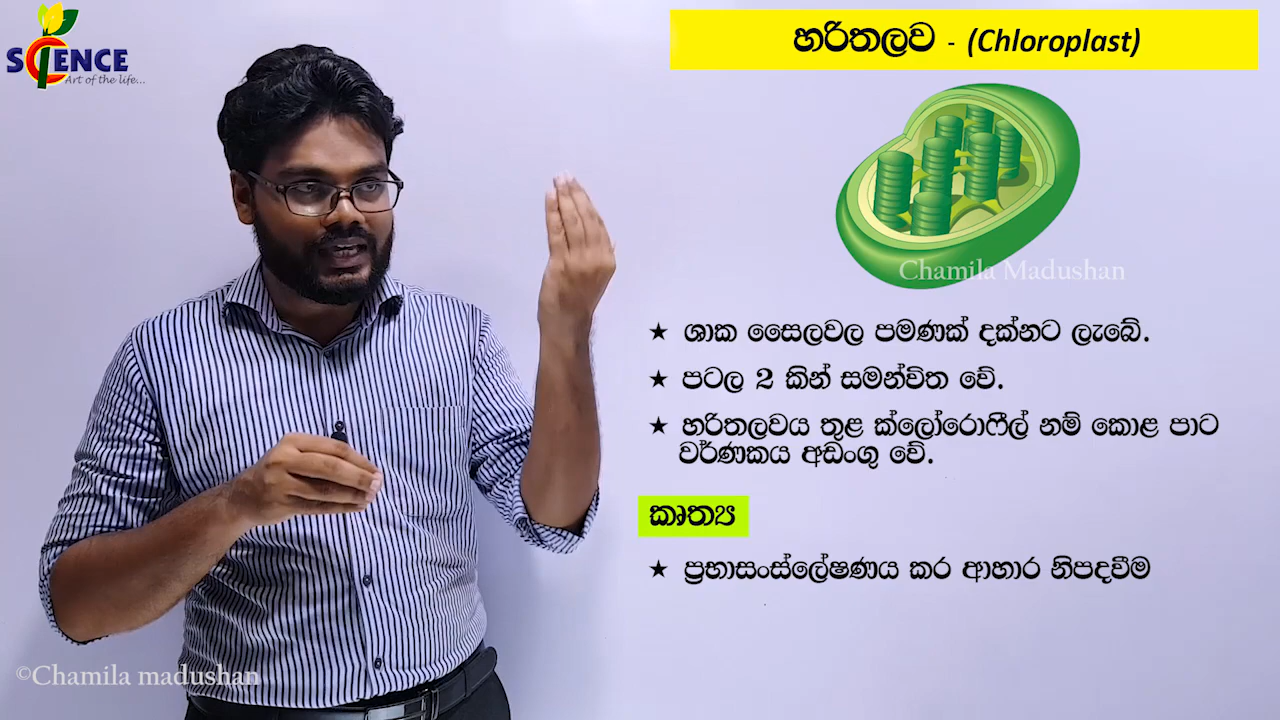 SCIENCE
Art of the life...
හරිතලව - (Chloroplast)
Chamila Madushan
★ ශාක සෛලවල පමණක් දක්නට ලැබේ.
★ පටල 2 කින් සමන්විත වේ.
★ හරිතලවය තුළ ක්ලෝරොෆිල් නම් කොළ පාට
වර්ණකය අඩංගු වේ.
කෘත්‍ය
★ ප්‍රභාසංස්ලේෂණය කර ආහාර නිපදවීම
©Chamila madushan